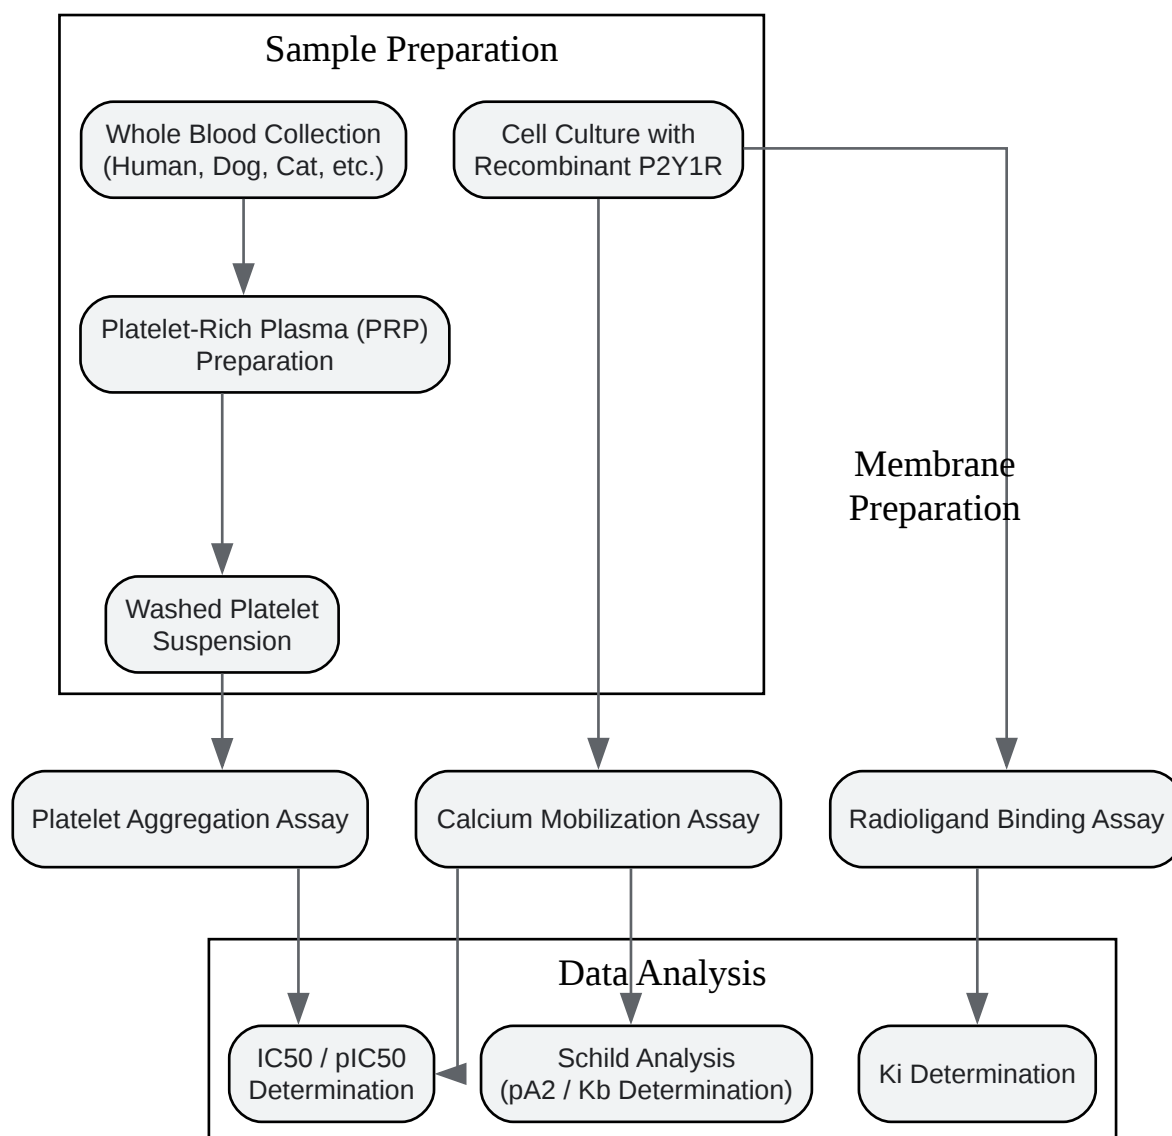 Sample Preparation
Whole Blood Collection
(Human, Dog, Cat, etc.)
Cell Culture with
Recombinant P2Y1R
Platelet-Rich Plasma (PRP)
Preparation
Membrane
Preparation
Washed Platelet
Suspension
Platelet Aggregation Assay
Calcium Mobilization Assay
Radioligand Binding Assay
Data Analysis
IC50 / pIC50
Determination
Schild Analysis
(pA2 / Kb Determination)
Ki Determination